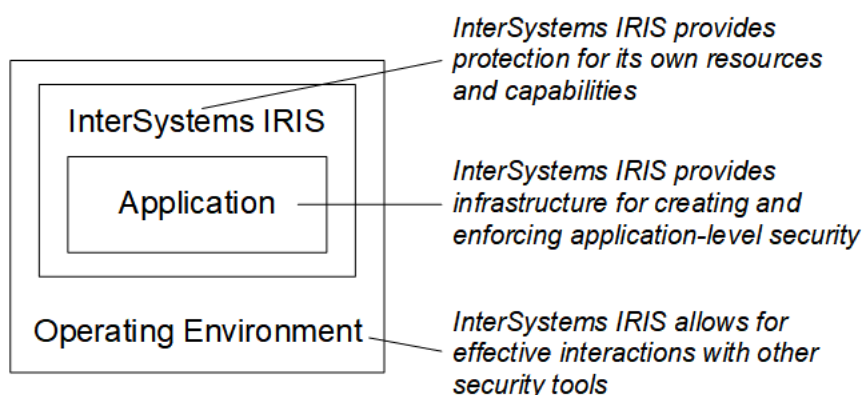 InterSystems IRIS provides
protection for its own resources
and capabilities
InterSystems IRIS
Application
InterSystems IRIS provides
infrastructure for creating and
enforcing application-level security
Operating Environment
InterSystems IRIS allows for
effective interactions with other
security tools